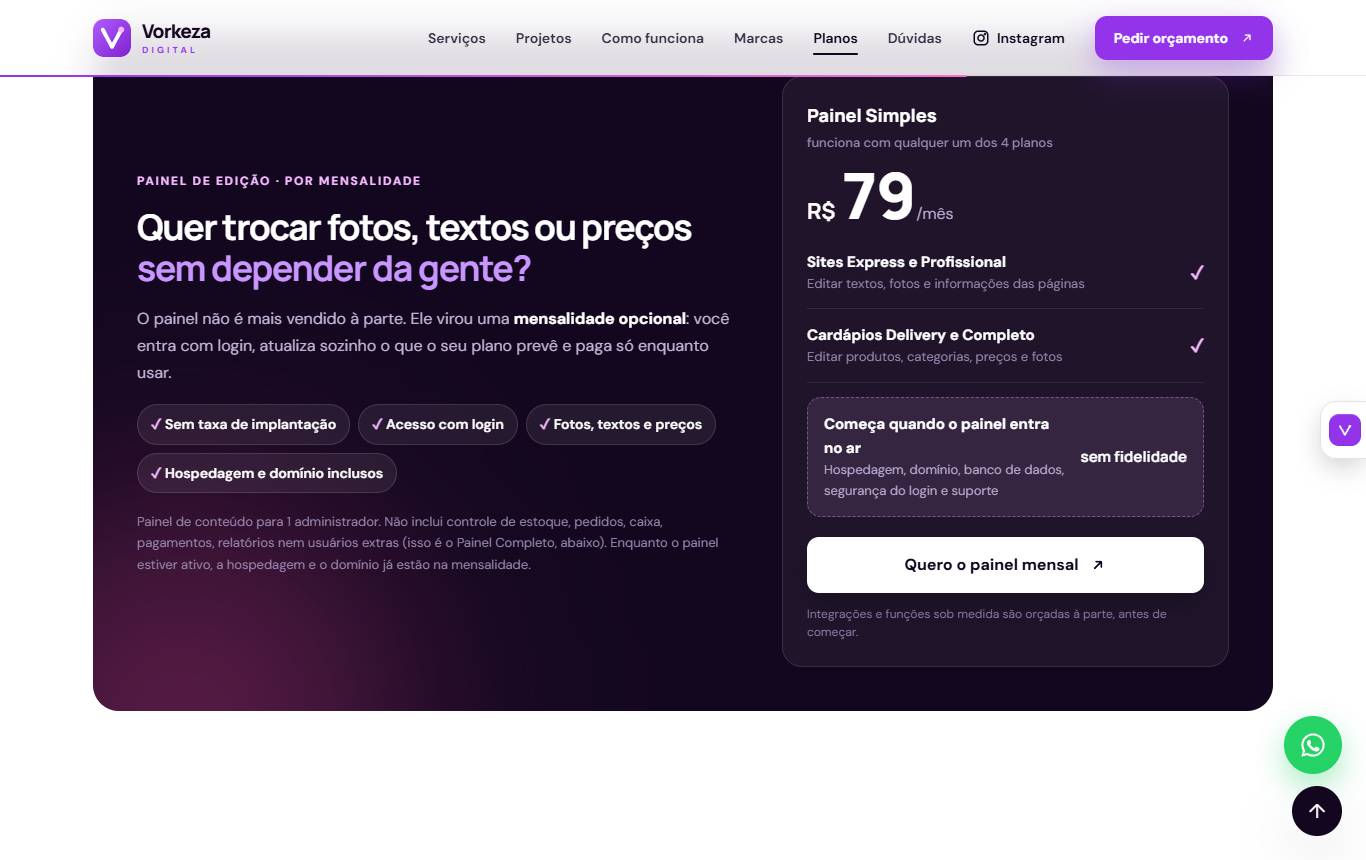 Vorkeza
DIGITAL
Serviços
Projetos
Como funciona
Marcas
Planos
Dúvidas
Instagram
Pedir orçamento
PAINEL DE EDIÇÃO · POR MENSALIDADE
Quer trocar fotos, textos ou preços
sem depender da gente?
O painel não é mais vendido à parte. Ele virou uma mensalidade opcional: você
entra com login, atualiza sozinho o que o seu plano prevê e paga só enquanto
usar.
✓ Sem taxa de implantação
✓ Acesso com login
✓ Fotos, textos e preços
✓ Hospedagem e domínio inclusos
Painel de conteúdo para 1 administrador. Não inclui controle de estoque, pedidos, caixa,
pagamentos, relatórios nem usuários extras (isso é o Painel Completo, abaixo). Enquanto o painel
estiver ativo, a hospedagem e o domínio já estão na mensalidade.
Painel Simples
funciona com qualquer um dos 4 planos
R$ 79 /mês
Sites Express e Profissional
Editar textos, fotos e informações das páginas
✓
Cardápios Delivery e Completo
Editar produtos, categorias, preços e fotos
✓
Começa quando o painel entra
no ar
Hospedagem, domínio, banco de dados,
segurança do login e suporte
sem fidelidade
Quero o painel mensal
Integrações e funções sob medida são orçadas à parte, antes de
começar.